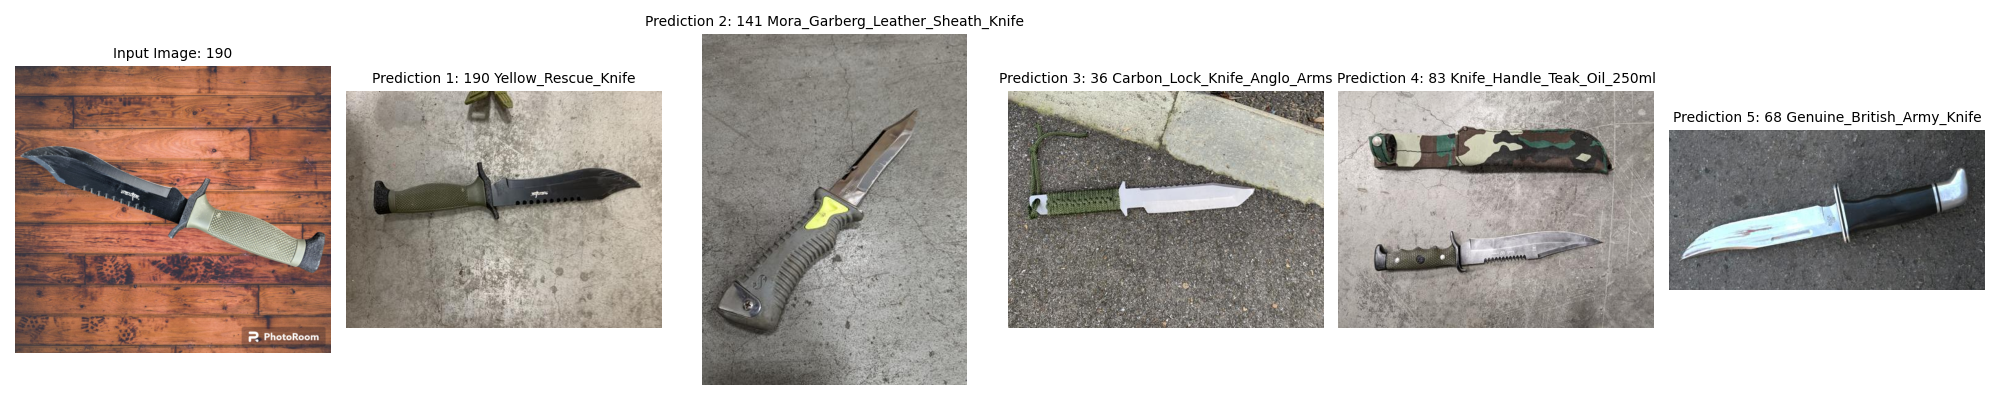 Input Image: 190
Prediction 1: 190 Yellow_Rescue_Knife
Prediction 2: 141 Mora_Garberg_Leather_Sheath_Knife
Prediction 3: 36 Carbon_Lock_Knife_Anglo_Arms
Prediction 4: 83 Knife_Handle_Teak_Oil_250ml
Prediction 5: 68 Genuine_British_Army_Knife
PhotoRoom